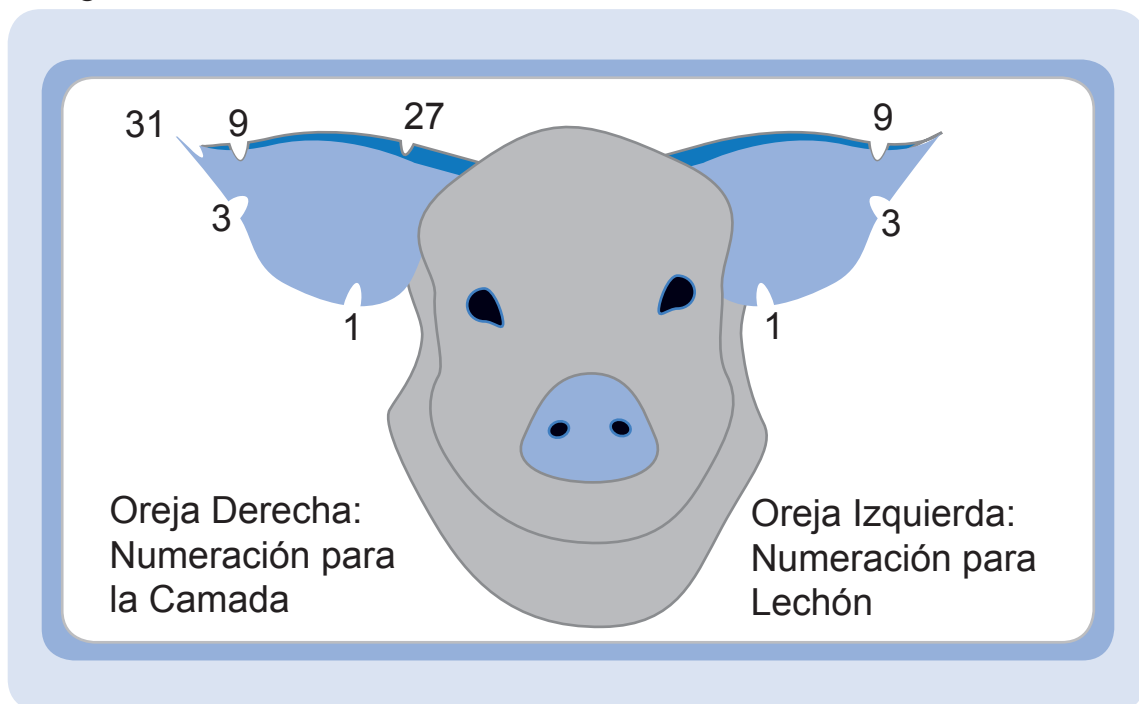 31
9
27
9
3
3
1
1
Oreja Derecha:
Numeración para
la Camada
Oreja Izquierda:
Numeración para
Lechón